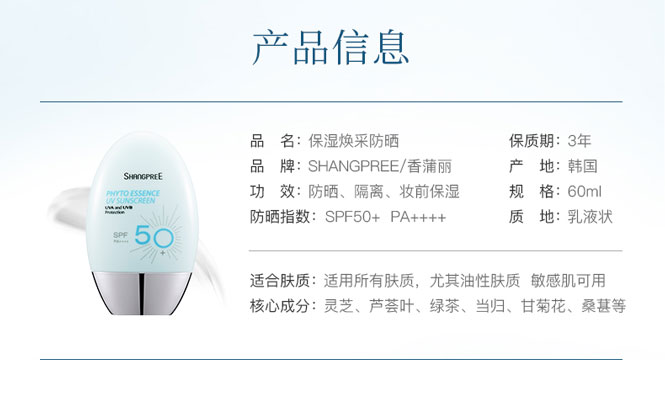 产品信息
品　名：保湿焕采防晒
保质期：3年
品　牌：SHANGPREE/香蒲丽
产　地：韩国
功　效：防晒、隔离、妆前保湿
规　格：60ml
防晒指数：SPF50+ PA++++
质　地：乳液状
适合肤质：适用所有肤质，尤其油性肤质 敏感肌可用
核心成分：灵芝、芦荟叶、绿茶、当归、甘菊花、桑葚等
SHANGPREE
PHYTO ESSENCE
UV SUNSCREEN
UVA and UVB
Protection
SPF 50+
PA++++